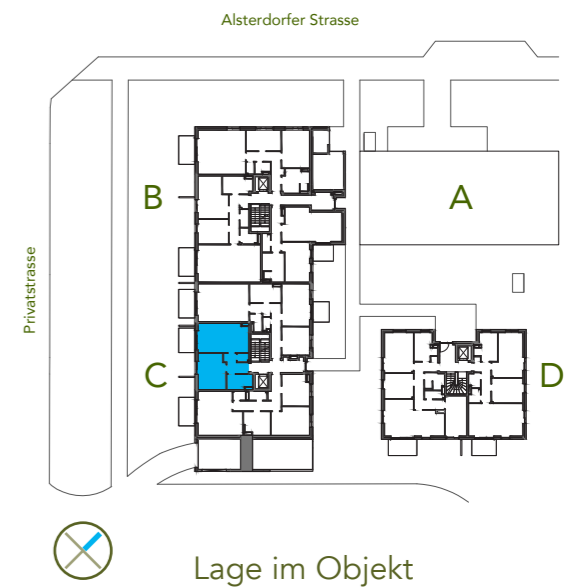 Alsterdorfer Strasse
B
A
Privatstrasse
C
D
Lage im Objekt